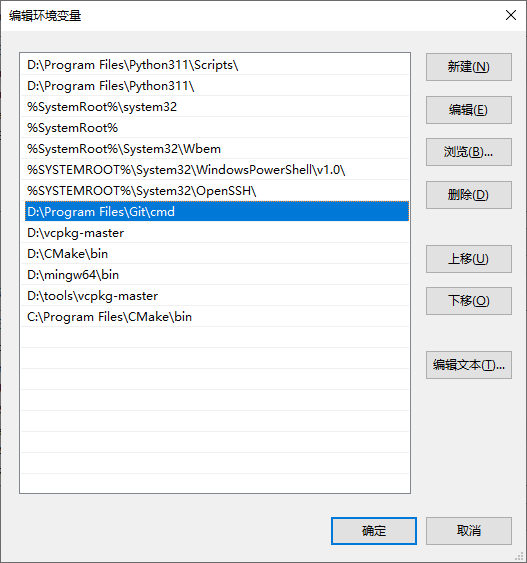 编辑环境变量
D:\Program Files\Python311\Scripts\
D:\Program Files\Python311\
%SystemRoot%\system32
%SystemRoot%
%SystemRoot%\System32\Wbem
%SYSTEMROOT%\System32\WindowsPowerShell\v1.0\
%SYSTEMROOT%\System32\OpenSSH\
D:\Program Files\Git\cmd
D:\vcpkg-master
D:\CMake\bin
D:\mingw64\bin
D:\tools\vcpkg-master
C:\Program Files\CMake\bin
新建(N)
编辑(E)
浏览(B)...
删除(D)
上移(U)
下移(O)
编辑文本(T)...
确定
取消